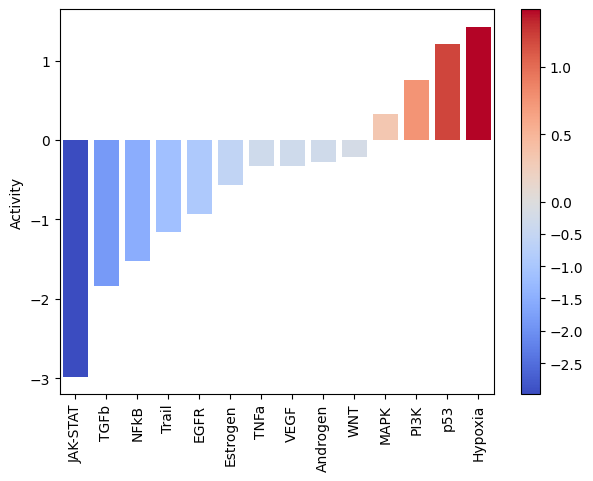 Activity
1
0
−1
−2
−3
JAK-STAT
TGFb
NFkB
Trail
EGFR
Estrogen
TNFa
VEGF
Androgen
WNT
MAPK
PI3K
p53
Hypoxia
1.0
0.5
0.0
−0.5
−1.0
−1.5
−2.0
−2.5